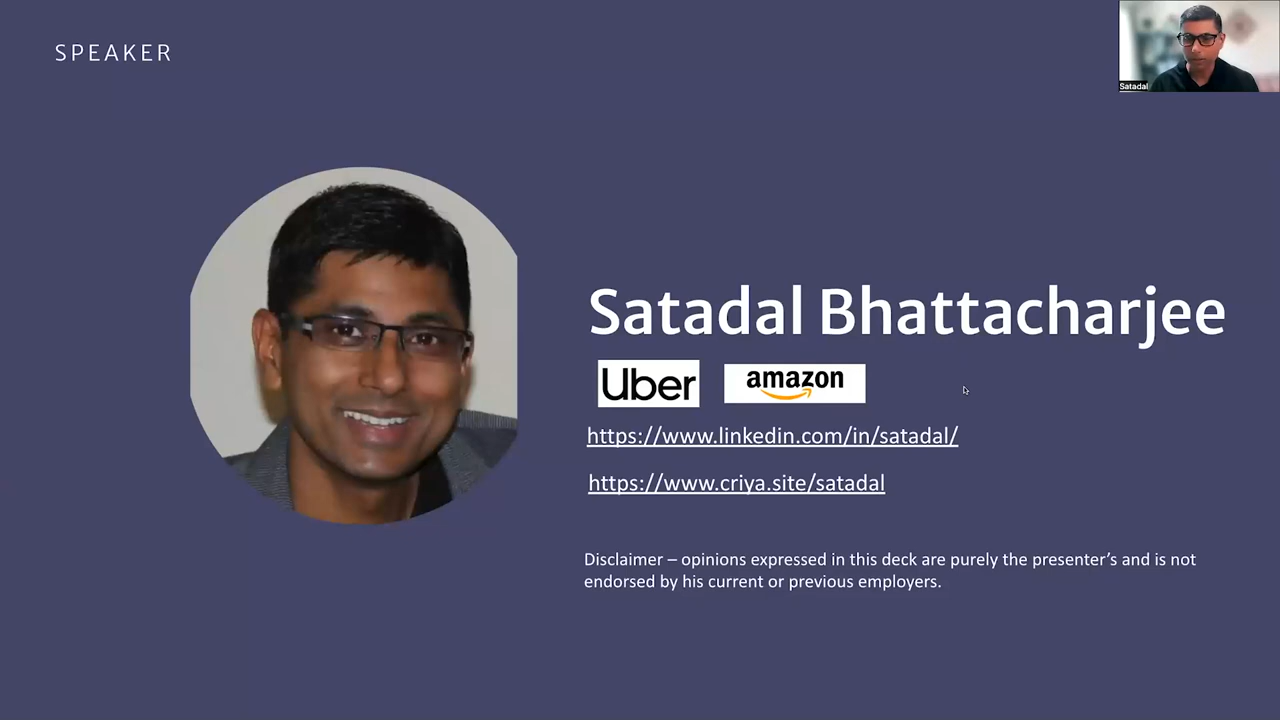 SPEAKER
Satadal
Satadal Bhattacharjee
Uber
amazon
https://www.linkedin.com/in/satadal/
https://www.criya.site/satadal
Disclaimer – opinions expressed in this deck are purely the presenter’s and is not
endorsed by his current or previous employers.